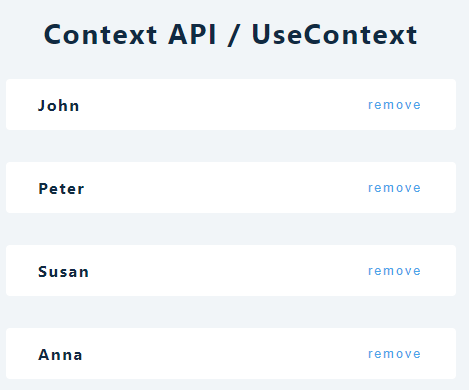 Context API / UseContext
John remove
Peter remove
Susan remove
Anna remove